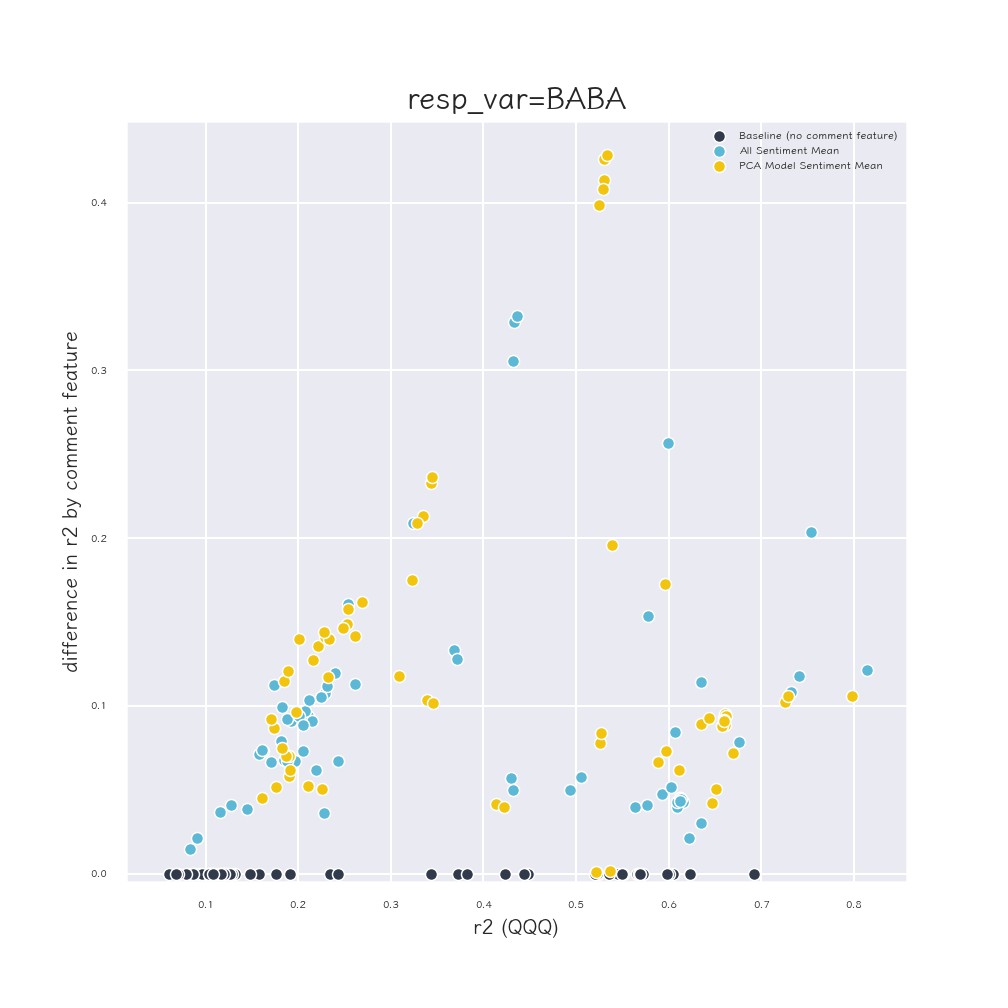 resp_var=BABA
Baseline (no comment feature)
All Sentiment Mean
PCA Model Sentiment Mean
difference in r2 by comment feature
0.4
0.3
0.2
0.1
0.0
0.1 0.2 0.3 0.4 0.5 0.6 0.7 0.8
r2 (QQQ)